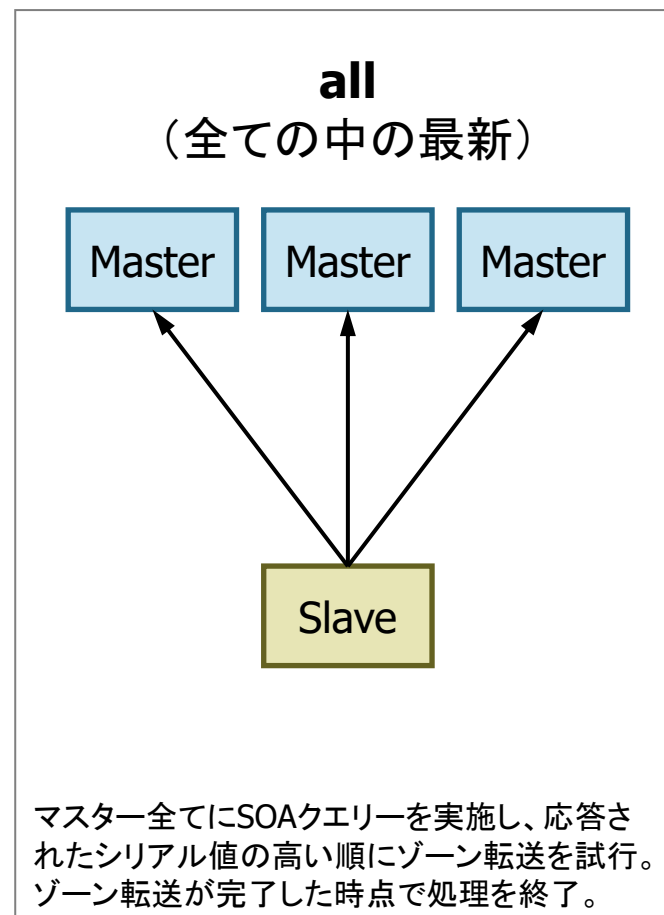 all
（全ての中の最新）
Master Master Master
Slave
マスター全てにSOAクエリーを実施し、応答さ
れたシリアル値の高い順にゾーン転送を試行。
ゾーン転送が完了した時点で処理を終了。